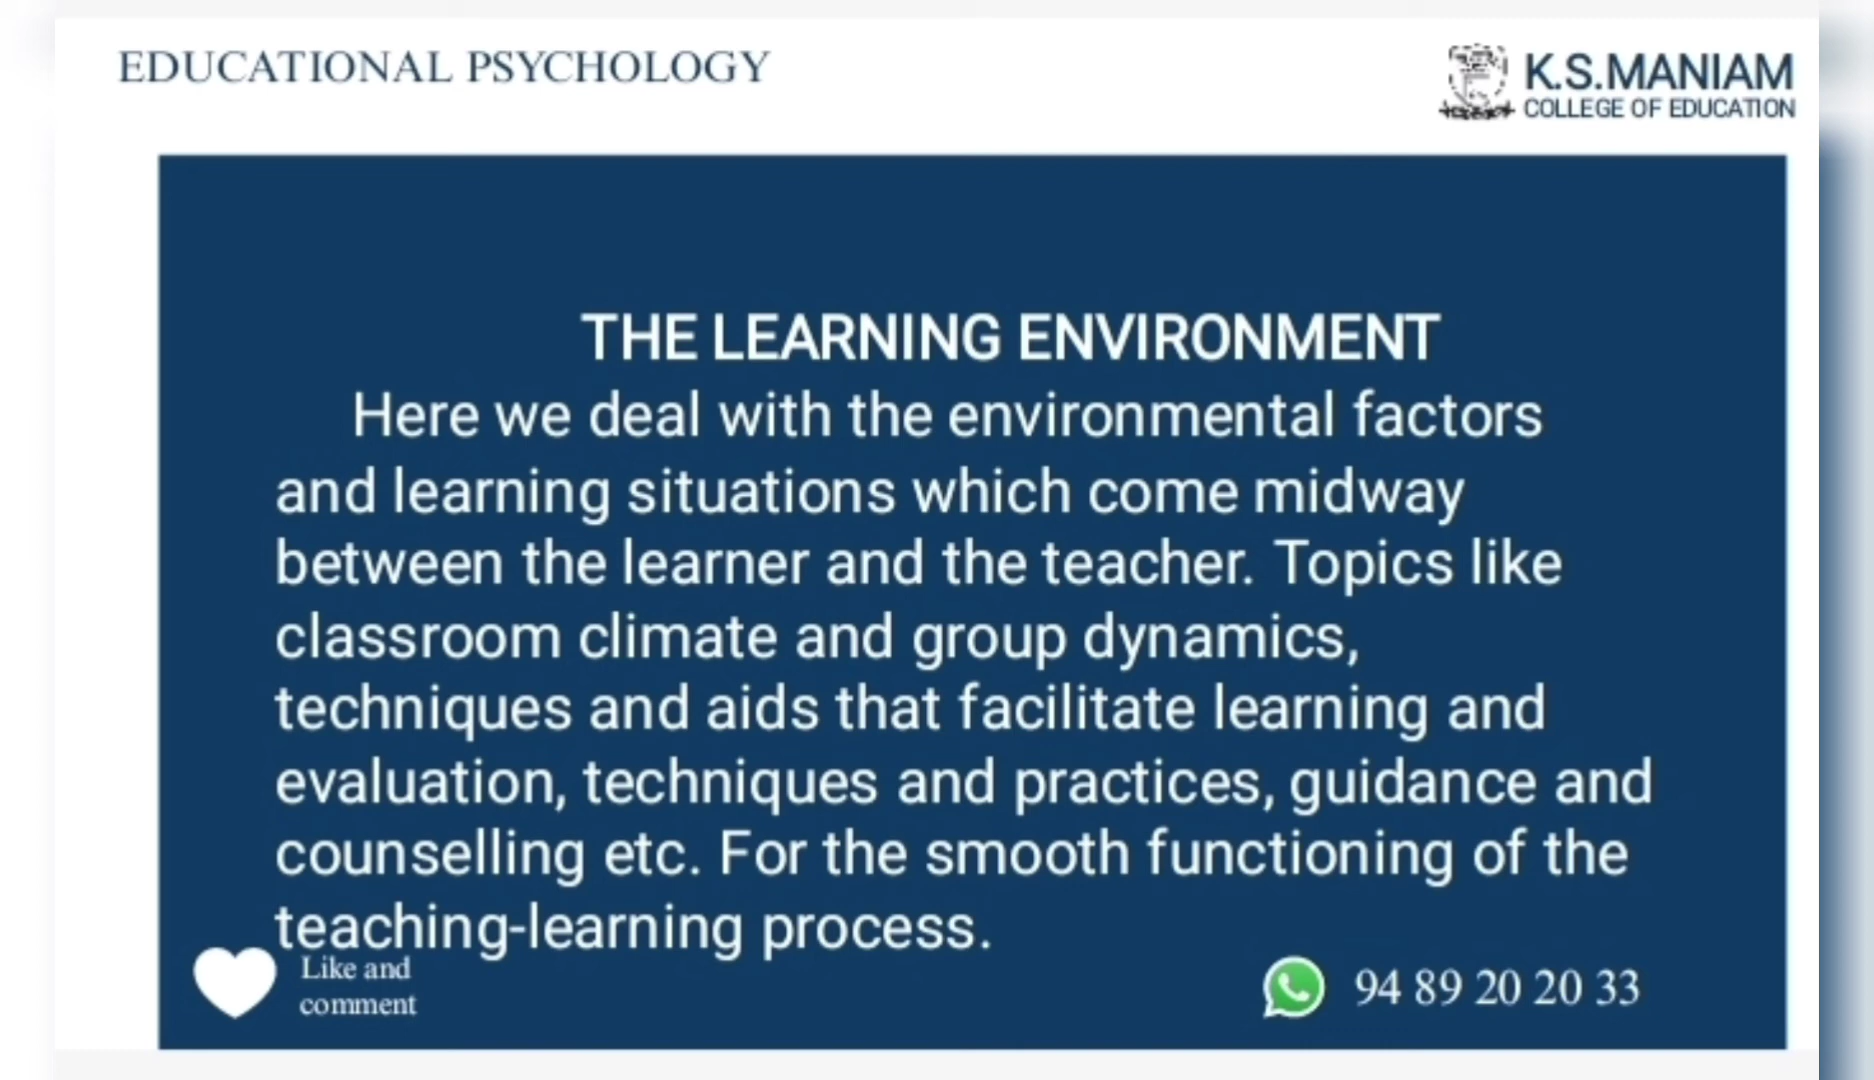 EDUCATIONAL PSYCHOLOGY
K.S.MANIAM
COLLEGE OF EDUCATION
THE LEARNING ENVIRONMENT
Here we deal with the environmental factors
and learning situations which come midway
between the learner and the teacher. Topics like
classroom climate and group dynamics,
techniques and aids that facilitate learning and
evaluation, techniques and practices, guidance and
counselling etc. For the smooth functioning of the
teaching-learning process.
Like and
comment
94 89 20 20 33